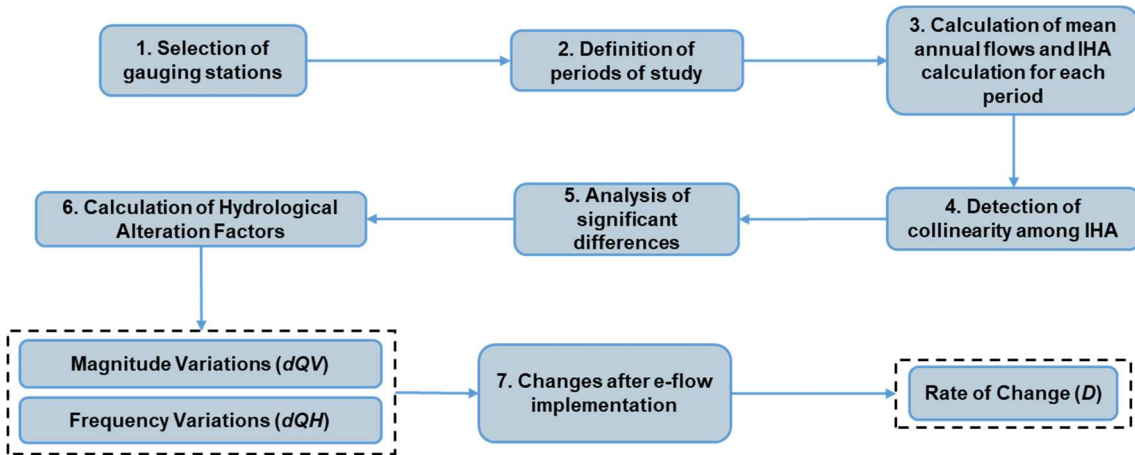 1. Selection of
gauging stations
2. Definition of
periods of study
3. Calculation of mean
annual flows and IHA
calculation for each
period
4. Detection of
collinearity among IHA
5. Analysis of
significant
differences
6. Calculation of Hydrological
Alteration Factors
Magnitude Variations (dQV)
Frequency Variations (dQH)
7. Changes after e-flow
implementation
Rate of Change (D)